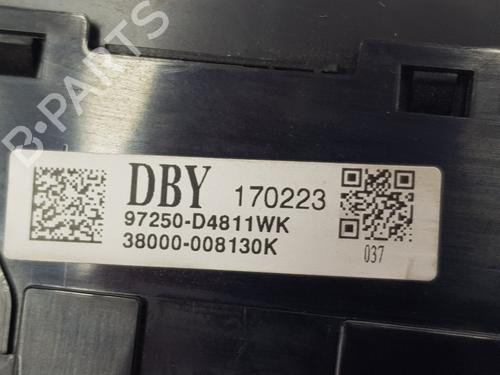 B-PARTS
DBY 170223
97250-D4811WK
38000-008130K
037